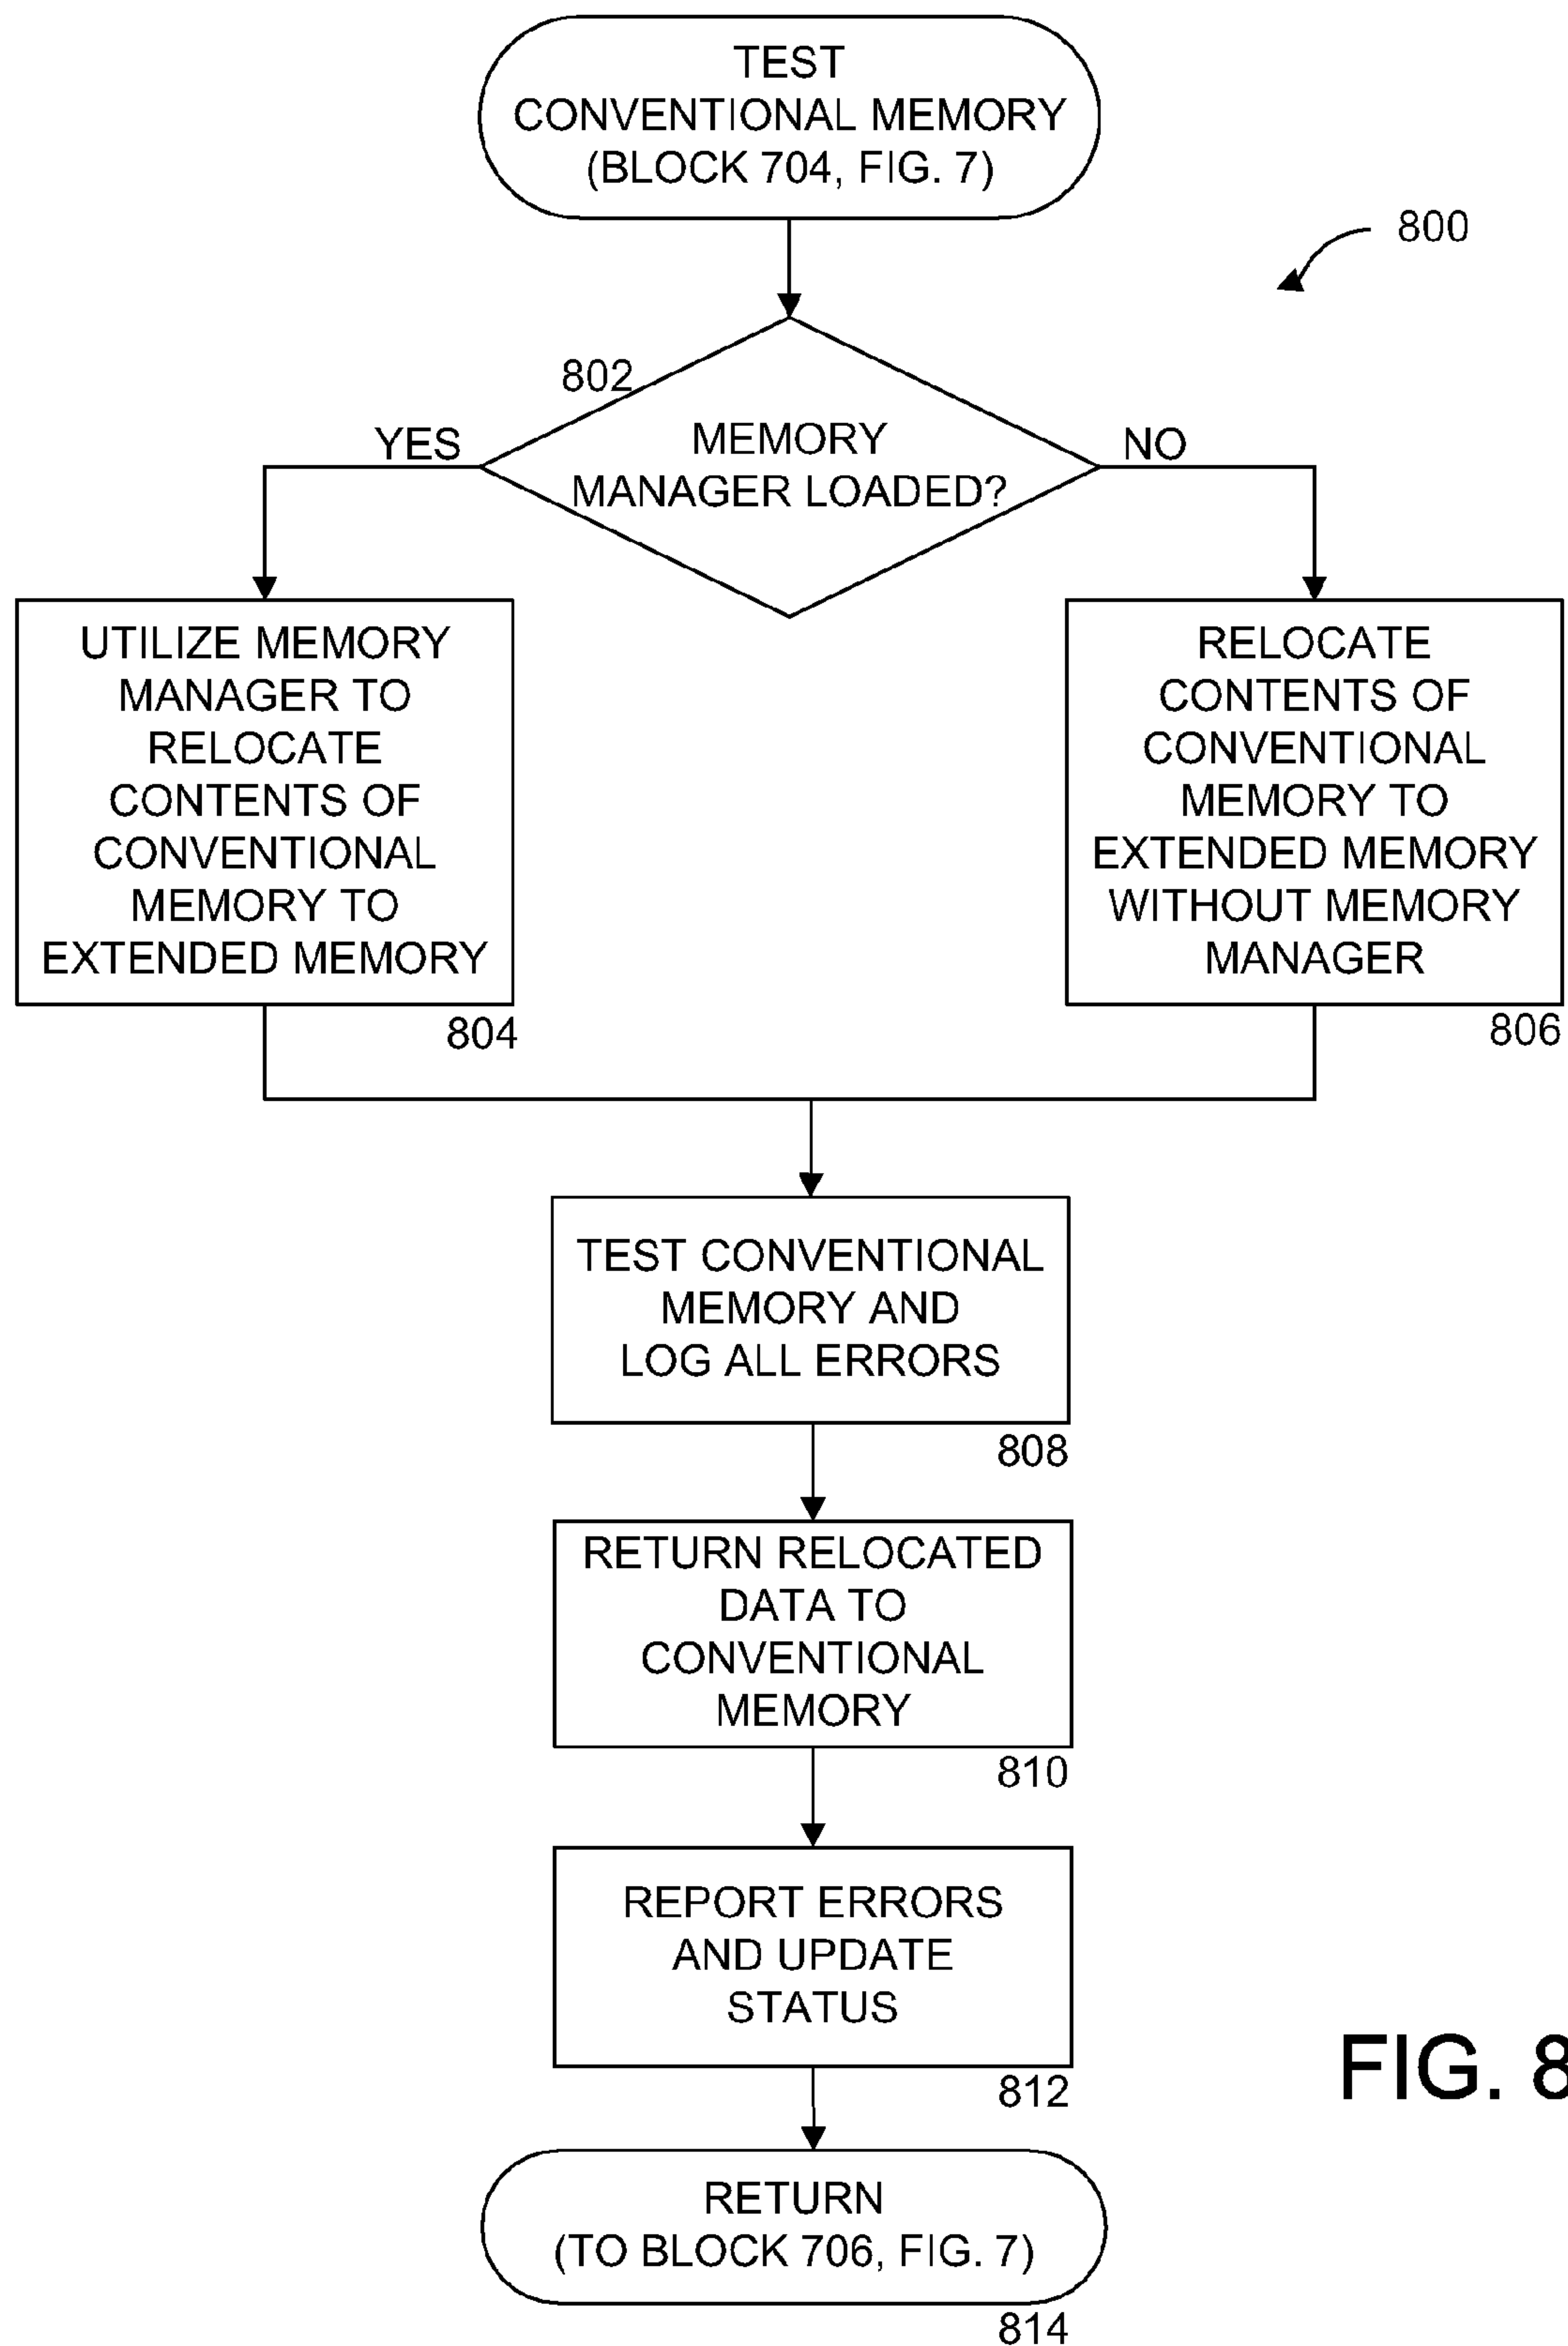 TEST
CONVENTIONAL MEMORY
(BLOCK 704, FIG. 7)
800
802
YES
MEMORY
MANAGER LOADED?
NO
UTILIZE MEMORY
MANAGER TO
RELOCATE
CONTENTS OF
CONVENTIONAL
MEMORY TO
EXTENDED MEMORY
804
RELOCATE
CONTENTS OF
CONVENTIONAL
MEMORY TO
EXTENDED MEMORY
WITHOUT MEMORY
MANAGER
806
TEST CONVENTIONAL
MEMORY AND
LOG ALL ERRORS
808
RETURN RELOCATED
DATA TO
CONVENTIONAL
MEMORY
810
REPORT ERRORS
AND UPDATE
STATUS
812
FIG. 8
RETURN
(TO BLOCK 706, FIG. 7)
814